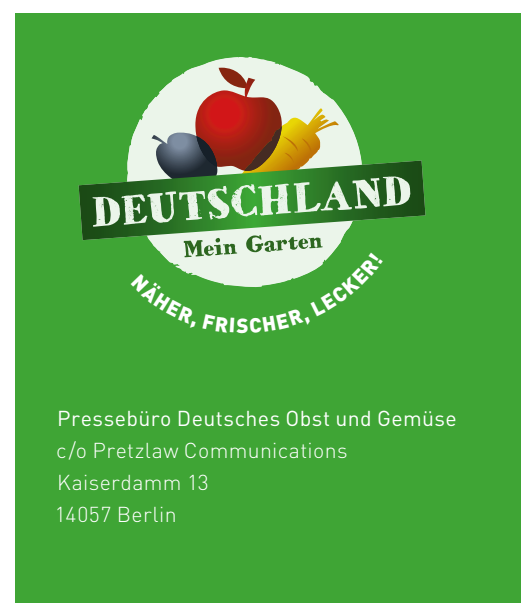 DEUTSCHLAND
Mein Garten
NÄHER, FRISCHER, LECKER!
Pressebüro Deutsches Obst und Gemüse
c/o Pretzlaw Communications
Kaiserdamm 13
14057 Berlin